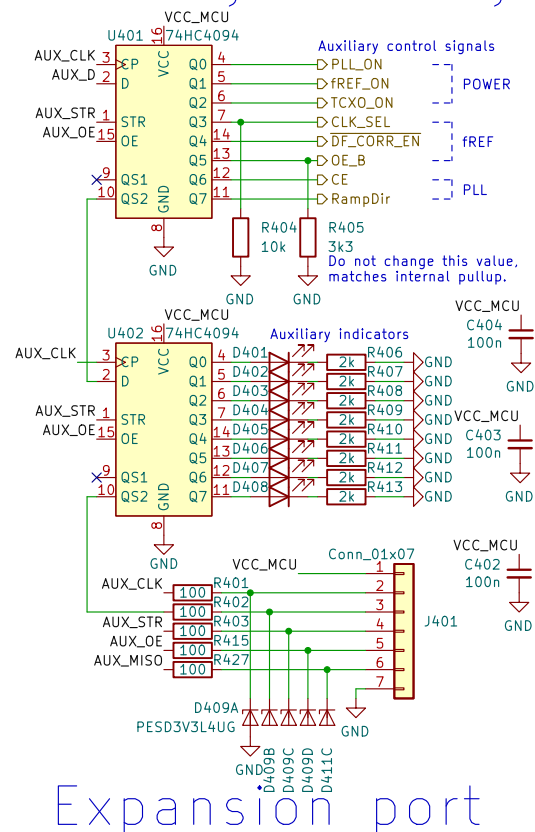 VCC_MCU
U401 16 74HC4094
Auxiliary control signals
AUX_CLK 3 CP VCC Q0 4 PLL_ON
AUX_D 2 D Q1 5 fREF_ON POWER
Q2 6 TCXO_ON
AUX_STR 1 STR Q3 7 CLK_SEL
AUX_OE 15 OE Q4 14 DF_CORR_EN fREF
Q5 13 OE_B
9 QS1 Q6 12 CE PLL
10 QS2 GND Q7 11 RampDir
8 R404 R405
10k 3k3
GND
Do not change this value,
matches internal pullup.
GND GND
VCC_MCU
VCC_MCU
U402 16 74HC4094
C404
100n
Auxiliary indicators
AUX_CLK 3 CP VCC Q0 4 D401 2k R406 GND
2 D Q1 5 D402 2k R407 GND
GND
Q2 6 D403 2k R408 GND
AUX_STR 1 STR Q3 7 D404 2k R409 GND
VCC_MCU
AUX_OE 15 OE Q4 14 D405 2k R410 GND
C403
100n
Q5 13 D406 2k R411 GND
9 QS1 Q6 12 D407 2k R412 GND
10 QS2 GND Q7 11 D408 2k R413 GND
GND
8
GND
VCC_MCU
Conn_01x07
C402
100n
VCC_MCU 1
AUX_CLK 100 R401 2
R402 100 3
AUX_STR 100 R403 4
J401
GND
AUX_OE 100 R415 5
AUX_MISO 100 R427 6
7
D409A
PESD3V3L4UG
GND
GND
D409B
D409C
D409D
D411C
Expansion port